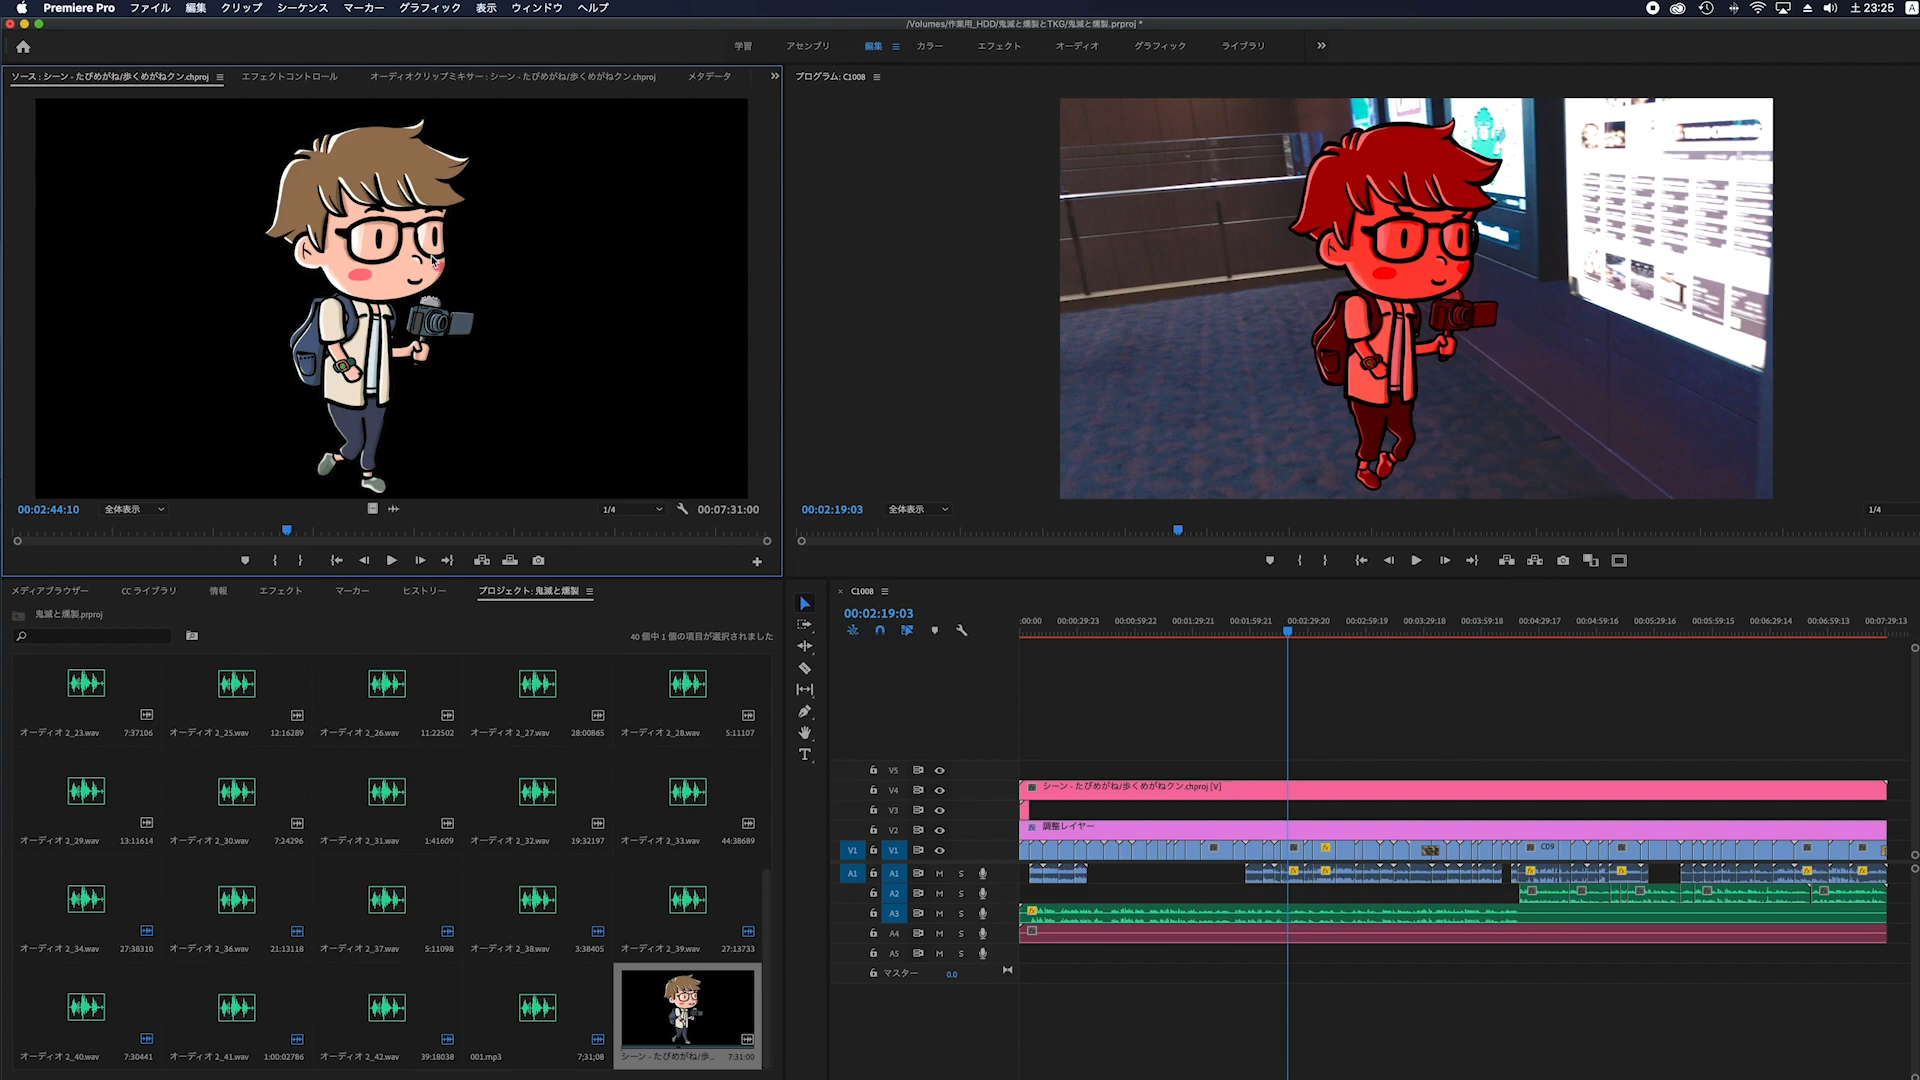 Premiere Pro ファイル 編集 クリップ シーケンス マーカー グラフィック 表示 ウィンドウ ヘルプ 土 23:25 A
/Volumes/作業用_HDD/鬼滅と燻製とTKG/鬼滅と燻製.prproj *
学習 アセンブリ 編集 カラー エフェクト オーディオ グラフィック ライブラリ
ソース : シーン - たびめがね/歩くめがねクン.chproj エフェクトコントロール オーディオクリップミキサー : シーン - たびめがね/歩くめがねクン.chproj メタデータ
プログラム: C1008
00:02:44:10 全体表示 1/4 00:07:31:00
00:02:19:03 全体表示 1/4
メディアブラウザー CC ライブラリ 情報 エフェクト マーカー ヒストリー プロジェクト: 鬼滅と燻製
鬼滅と燻製.prproj
40 個中 1 個の項目が選択されました
オーディオ 2_23.wav 7:37106 オーディオ 2_25.wav 12:16289 オーディオ 2_26.wav 11:22502 オーディオ 2_27.wav 28:00865 オーディオ 2_28.wav 5:11107
オーディオ 2_29.wav 13:11614 オーディオ 2_30.wav 7:24296 オーディオ 2_31.wav 1:41609 オーディオ 2_32.wav 19:32197 オーディオ 2_33.wav 44:38689
オーディオ 2_34.wav 27:38310 オーディオ 2_36.wav 21:13118 オーディオ 2_37.wav 5:11098 オーディオ 2_38.wav 3:38405 オーディオ 2_39.wav 27:13733
オーディオ 2_40.wav 7:30441 オーディオ 2_41.wav 1:00:02786 オーディオ 2_42.wav 39:18038 001.mp3 7;31;08 シーン - たびめがね/歩... 7:31:00
C1008
00:02:19:03
:00:00 00:00:29:23 00:00:59:22 00:01:29:21 00:01:59:21 00:02:29:20 00:02:59:19 00:03:29:18 00:03:59:18 00:04:29:17 00:04:59:16 00:05:29:16 00:05:59:15 00:06:29:14 00:06:59:13 00:07:29:13
V5
V4 シーン - たびめがね/歩くめがねクン.chproj [V]
V3
V2 調整レイヤー
V1 V1 fx C09
A1 A1 M S fx fx fx fx fx fx
A2 M S
A3 M S fx
A4 M S
A5 M S
マスター 0.0
T